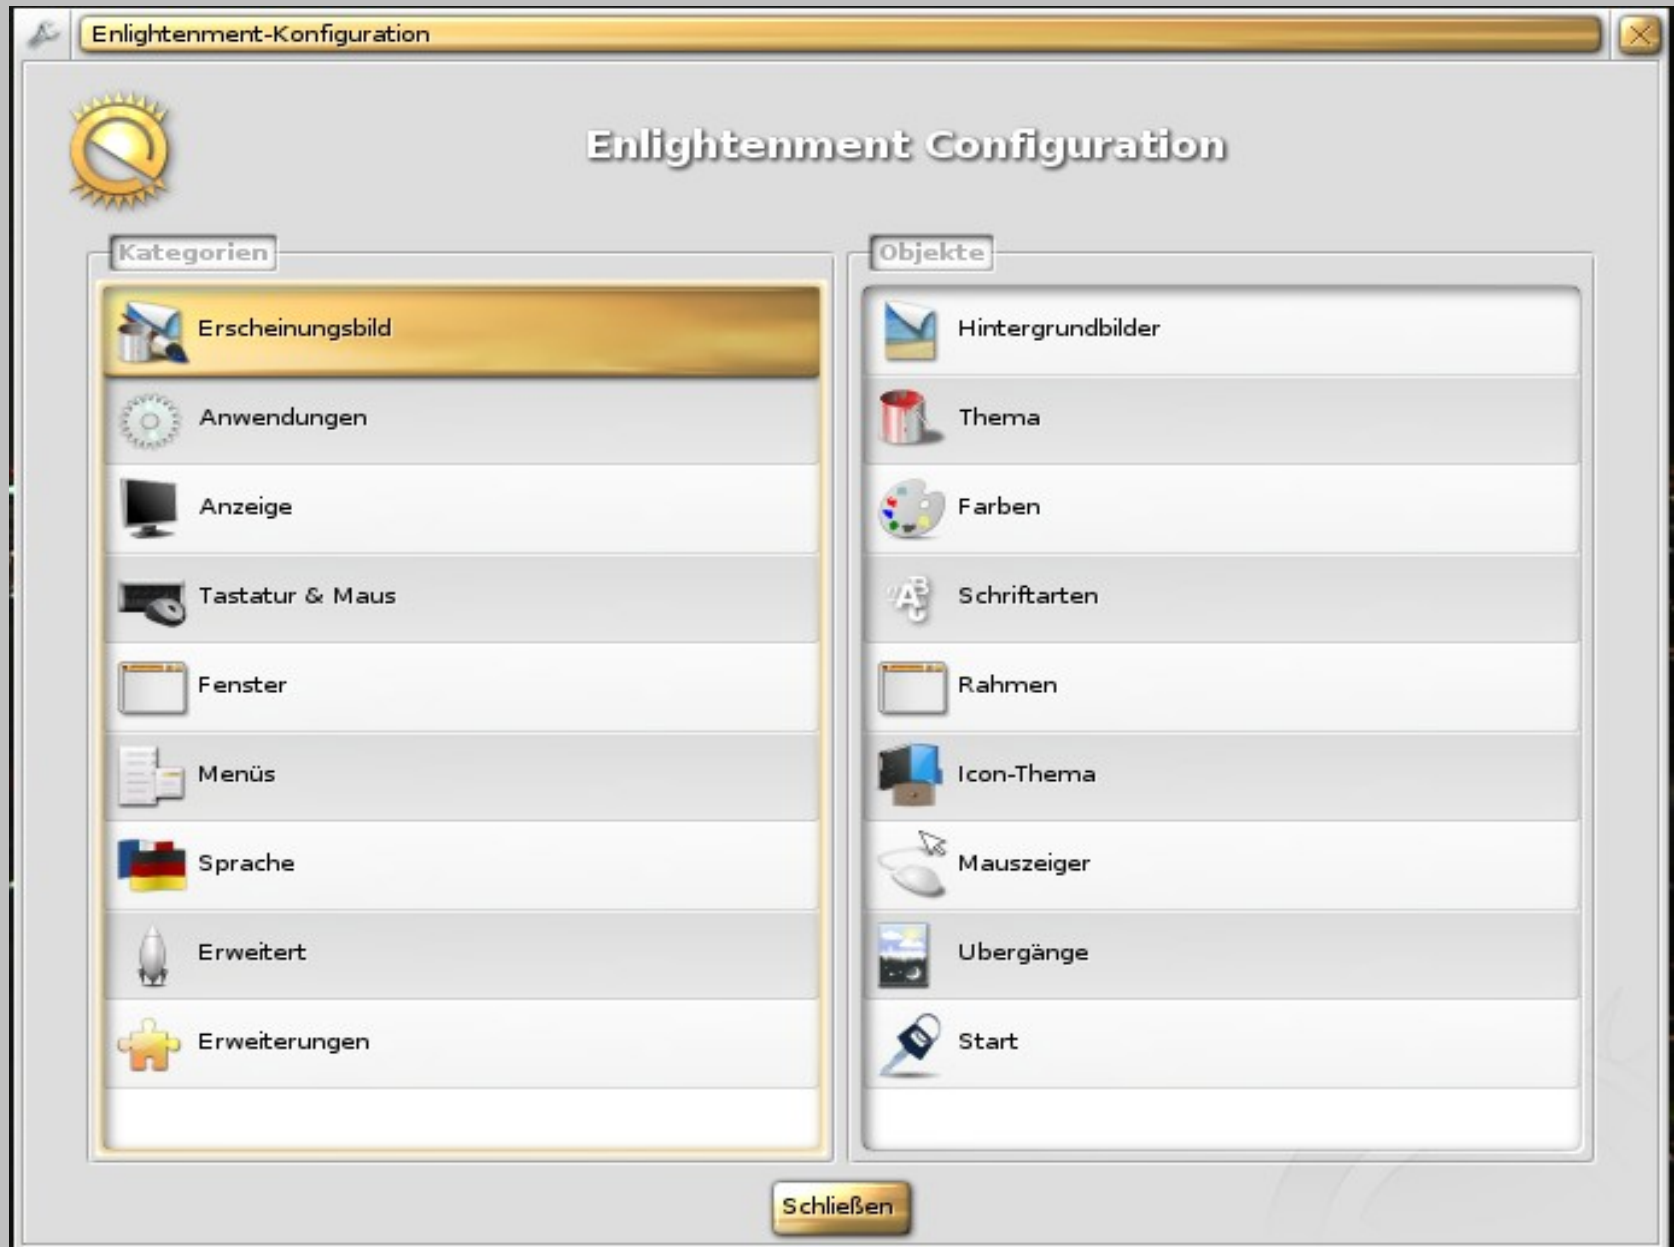 Enlightenment-Konfiguration
Enlightenment Configuration
Kategorien
Erscheinungsbild
Anwendungen
Anzeige
Tastatur & Maus
Fenster
Menüs
Sprache
Erweitert
Erweiterungen
Objekte
Hintergrundbilder
Thema
Farben
Schriftarten
Rahmen
Icon-Thema
Mauszeiger
Übergänge
Start
Schließen